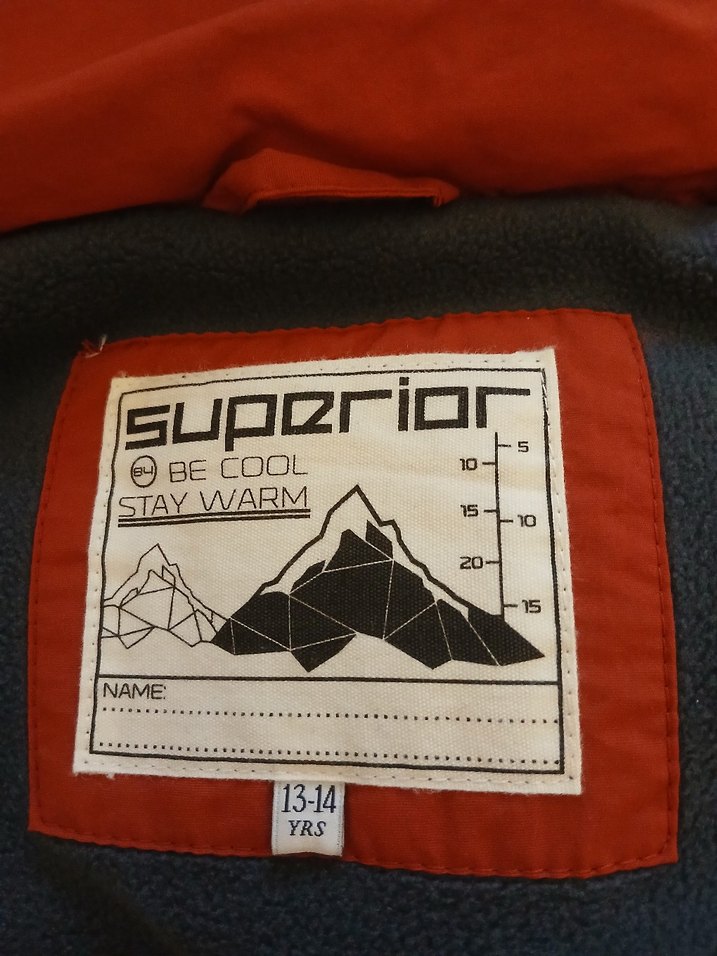 superior
84 BE COOL
STAY WARM
5
10
15
10
20
15
NAME:
13-14
YRS